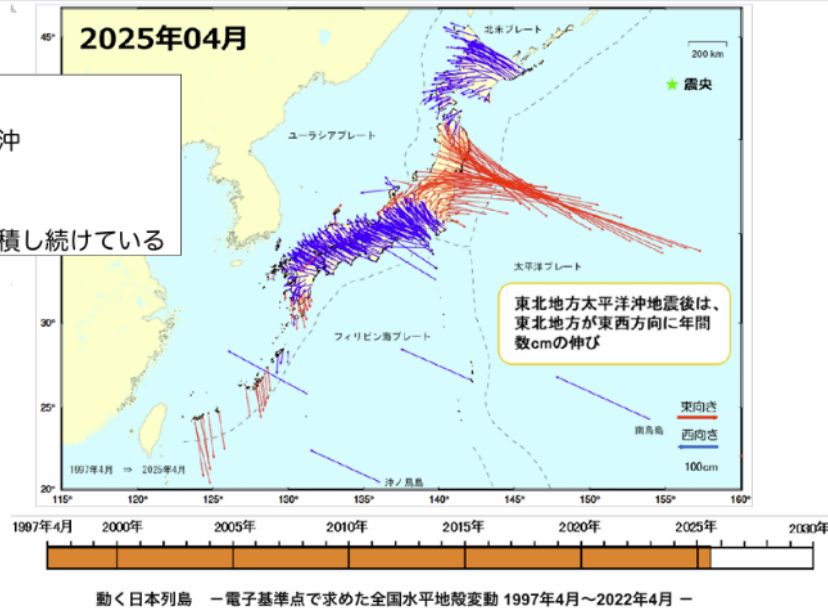 2025年04月
沖
積し続けている
45°
北米プレート
200 km
震央
ユーラシアプレート
太平洋プレート
東北地方太平洋沖地震後は、
東北地方が東西方向に年間
数cmの伸び
30°
フィリピン海プレート
25°
東向き
南鳥島
西向き
1997年4月 ⇒ 2025年4月
100cm
沖ノ鳥島
20°
115° 120° 125° 130° 135° 140° 145° 150° 155° 160°
1997年4月 2000年 2005年 2010年 2015年 2020年 2025年 2030年
動く日本列島 －電子基準点で求めた全国水平地殻変動 1997年4月～2022年4月 －